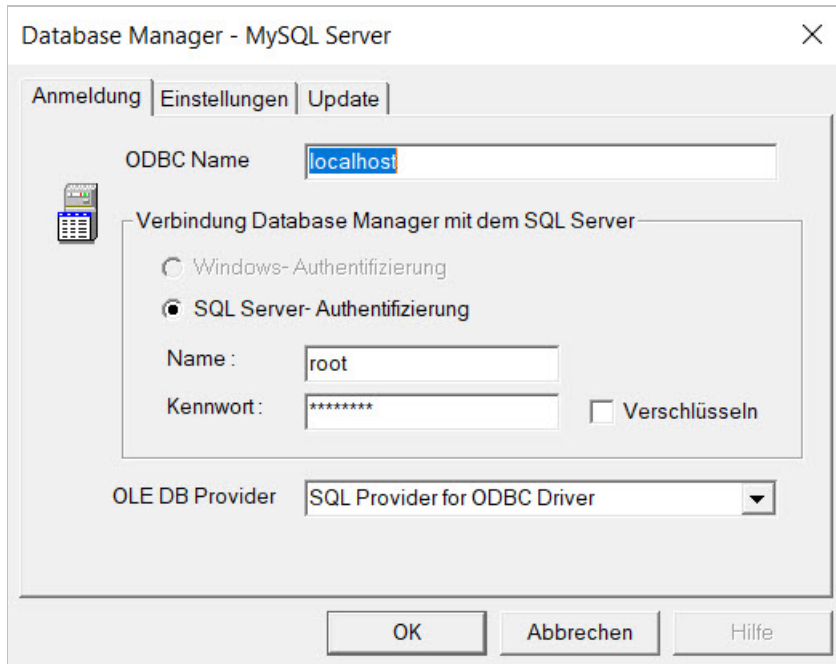 Database Manager - MySQL Server
Anmeldung Einstellungen Update
ODBC Name localhost
Verbindung Database Manager mit dem SQL Server
Windows- Authentifizierung
SQL Server- Authentifizierung
Name : root
Kennwort : ******** Verschlüsseln
OLE DB Provider SQL Provider for ODBC Driver
OK Abbrechen Hilfe